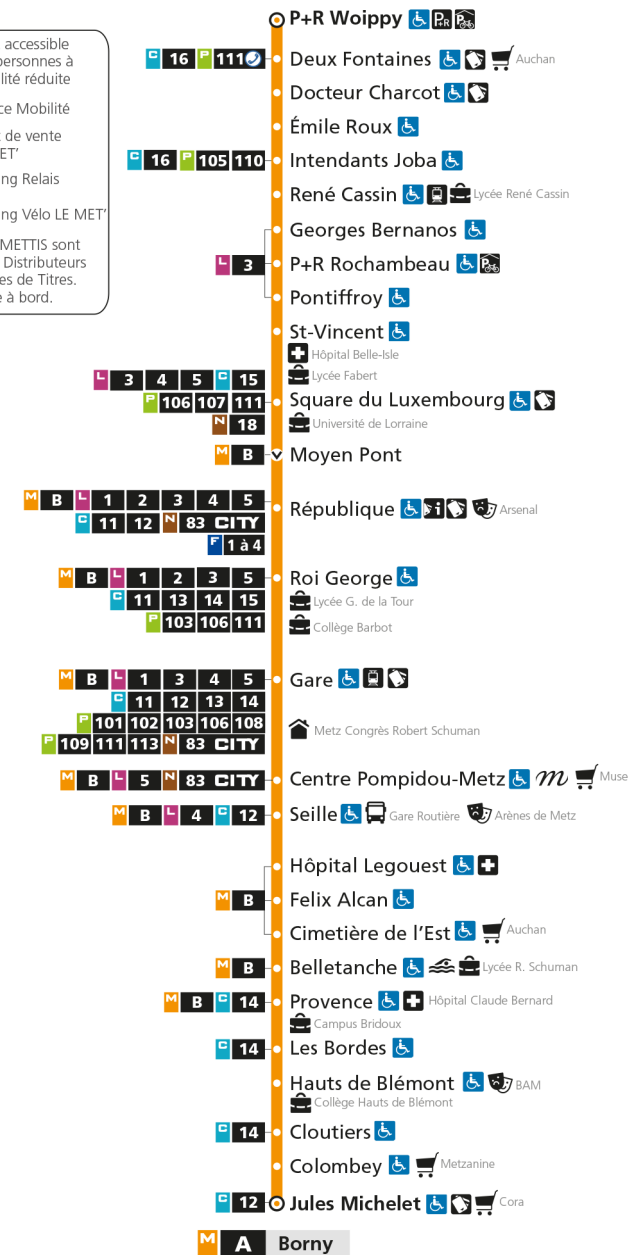 P+R Woippy P+R P+
accessible
personnes à
lité réduite
ce Mobilité
de vente
ET'
ng Relais
ng Vélo LE MET'
METTIS sont
Distributeurs
es de Titres.
à bord.
C 16 P 111 Deux Fontaines Auchan
Docteur Charcot
Émile Roux
C 16 P 105 110 Intendants Joba
René Cassin Lycée René Cassin
Georges Bernanos
L 3 P+R Rochambeau P+
Pontiffroy
St-Vincent
Hôpital Belle-Isle
L 3 4 5 C 15 Lycée Fabert
P 106 107 111 Square du Luxembourg
N 18 Université de Lorraine
M B Moyen Pont
M B L 1 2 3 4 5
République i Arsenal
C 11 12 N 83 CITY
F 1 à 4
M B L 1 2 3 5 Roi George
C 11 13 14 15 Lycée G. de la Tour
P 103 106 111 Collège Barbot
M B L 1 3 4 5 Gare
C 11 12 13 14
P 101 102 103 106 108 Metz Congrès Robert Schuman
P 109 111 113 N 83 CITY
M B L 5 N 83 CITY Centre Pompidou-Metz m Muse
M B L 4 C 12 Seille Gare Routière Arènes de Metz
Hôpital Legouest
M B Felix Alcan
Cimetière de l'Est Auchan
M B Belletanche Lycée R. Schuman
M B C 14 Provence Hôpital Claude Bernard
Campus Bridoux
C 14 Les Bordes
Hauts de Blémont BAM
Collège Hauts de Blémont
C 14 Cloutiers
Colombey Metzanine
C 12 Jules Michelet Cora
M A Borny